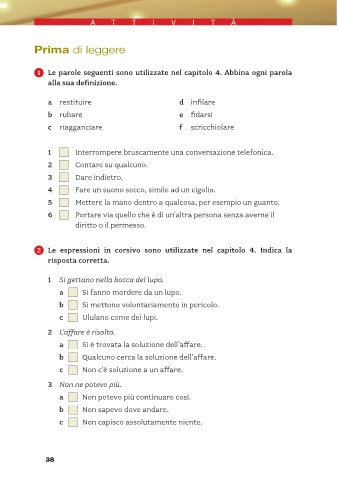 ATTIVITÀ
Prima di leggere
1 Le parole seguenti sono utilizzate nel capitolo 4. Abbina ogni parola
alla sua definizione.
a restituire d infilare
b rubare e fidarsi
c riagganciare f scricchiolare
1 Interrompere bruscamente una conversazione telefonica.
2 Contare su qualcuno.
3 Dare indietro.
4 Fare un suono secco, simile ad un cigolio.
5 Mettere la mano dentro a qualcosa, per esempio un guanto.
6 Portare via quello che è di un'altra persona senza averne il
diritto o il permesso.
2 Le espressioni in corsivo sono utilizzate nel capitolo 4. Indica la
risposta corretta.
1 Si gettano nella bocca del lupo.
a Si fanno mordere da un lupo.
b Si mettono volontariamente in pericolo.
c Ululano come dei lupi.
2 L'affare è risolto.
a Si è trovata la soluzione dell'affare.
b Qualcuno cerca la soluzione dell'affare.
c Non c'è soluzione a un affare.
3 Non ne potevo più.
a Non potevo più continuare così.
b Non sapevo dove andare.
c Non capisco assolutamente niente.
38